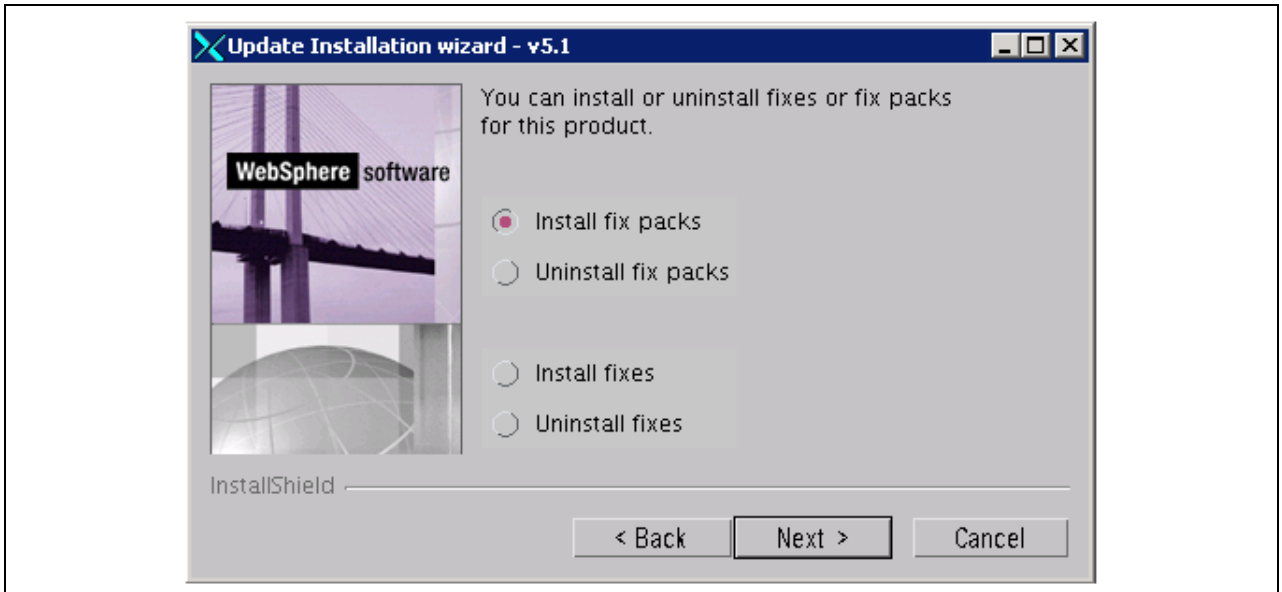 Update Installation wizard - v5.1
You can install or uninstall fixes or fix packs
for this product.
WebSphere software
Install fix packs
Uninstall fix packs
Install fixes
Uninstall fixes
InstallShield
< Back
Next >
Cancel